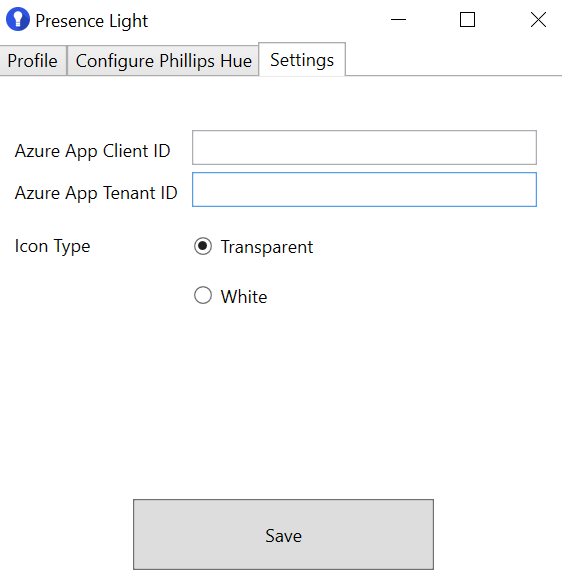 Presence Light
Profile
Configure Phillips Hue
Settings
Azure App Client ID
Azure App Tenant ID
Icon Type
Transparent
White
Save